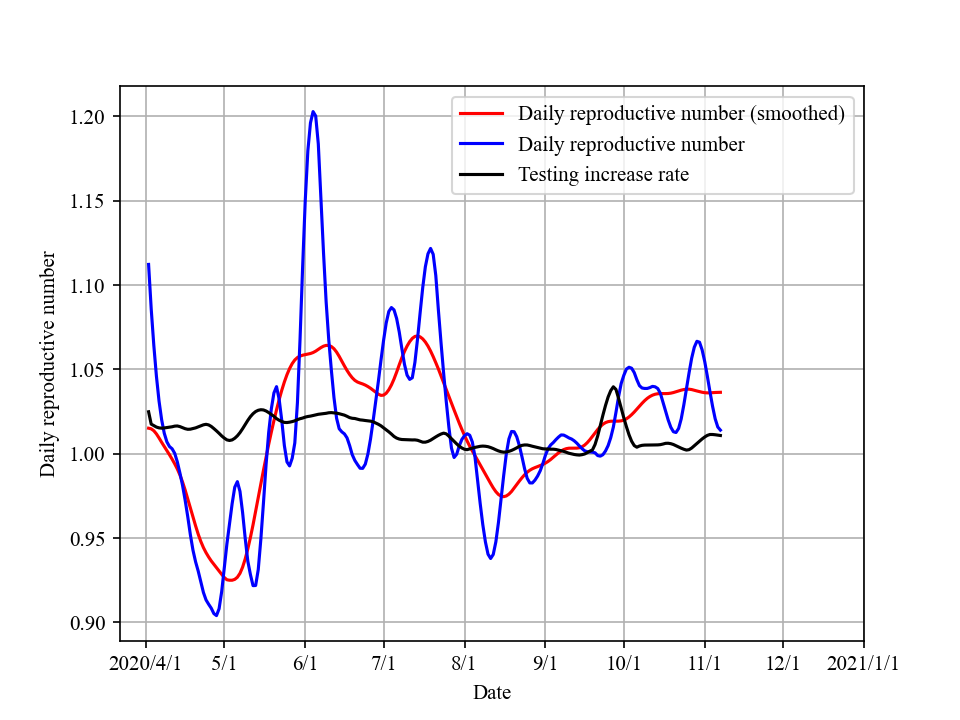 Daily reproductive number (smoothed)
Daily reproductive number
Testing increase rate
Daily reproductive number
1.20
1.15
1.10
1.05
1.00
0.95
0.90
2020/4/1 5/1 6/1 7/1 8/1 9/1 10/1 11/1 12/1 2021/1/1
Date